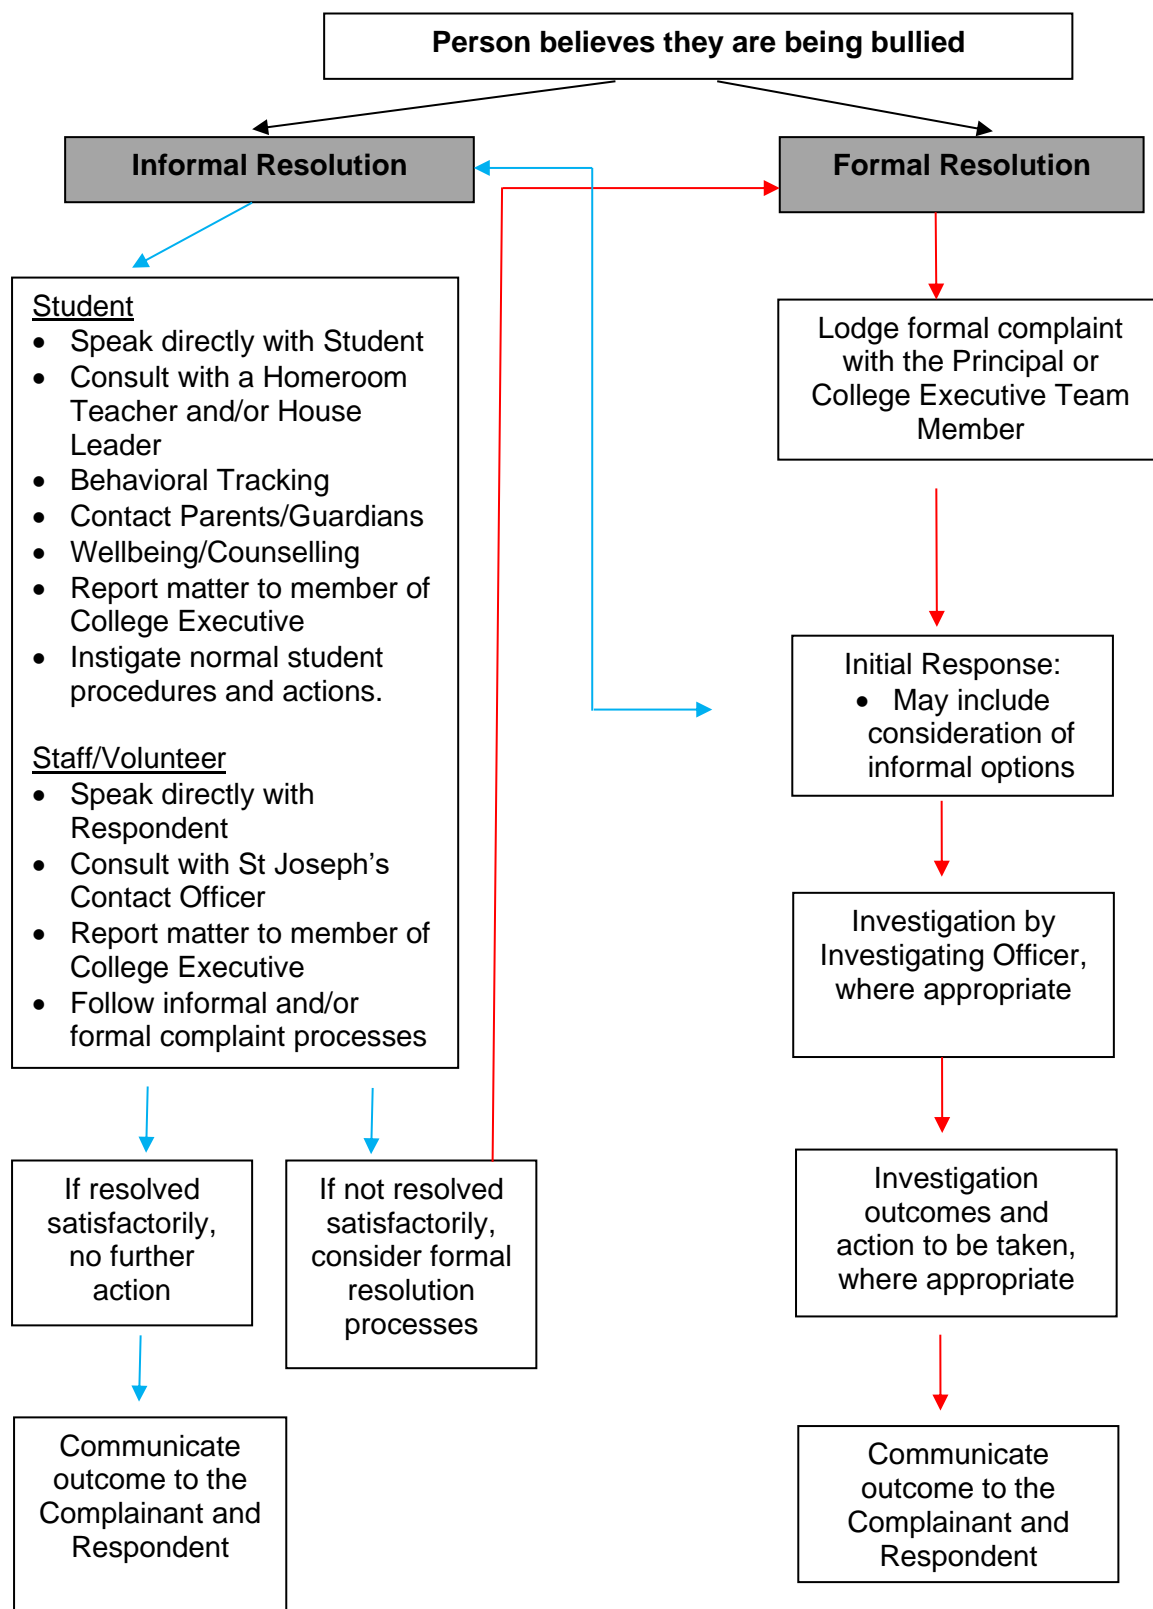 Person believes they are being bullied
Informal Resolution
Formal Resolution
Student
• Speak directly with Student
• Consult with a Homeroom
Teacher and/or House
Leader
• Behavioral Tracking
• Contact Parents/Guardians
• Wellbeing/Counselling
• Report matter to member of
College Executive
• Instigate normal student
procedures and actions.
Staff/Volunteer
• Speak directly with
Respondent
• Consult with St Joseph’s
Contact Officer
• Report matter to member of
College Executive
• Follow informal and/or
formal complaint processes
If resolved
satisfactorily,
no further
action
If not resolved
satisfactorily,
consider formal
resolution
processes
Communicate
outcome to the
Complainant and
Respondent
Lodge formal complaint
with the Principal or
College Executive Team
Member
Initial Response:
• May include
consideration of
informal options
Investigation by
Investigating Officer,
where appropriate
Investigation
outcomes and
action to be taken,
where appropriate
Communicate
outcome to the
Complainant and
Respondent